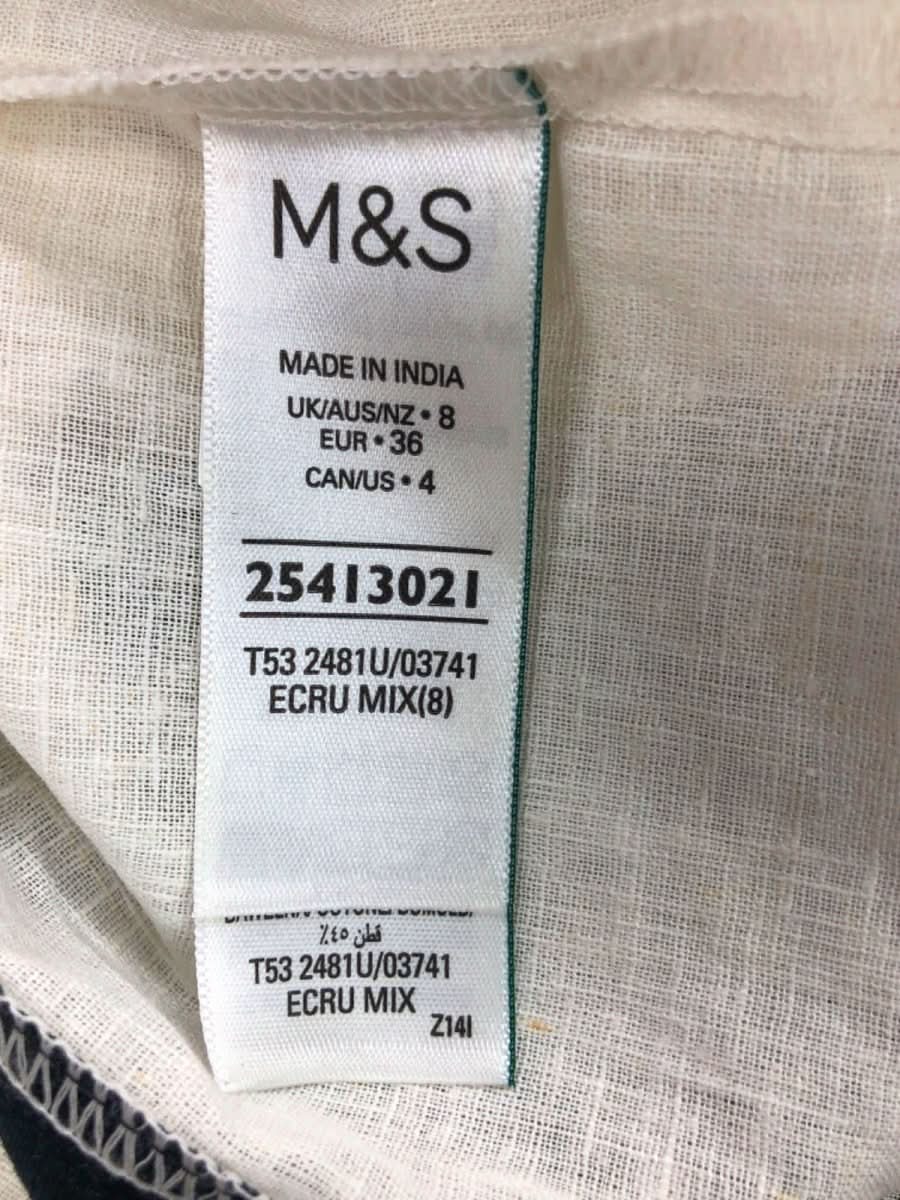 M&S
MADE IN INDIA
UK/AUS/NZ • 8
EUR • 36
CAN/US • 4
25413021
T53 2481U/03741
ECRU MIX(8)
قطن ٤٥٪
T53 2481U/03741
ECRU MIX
Z14I